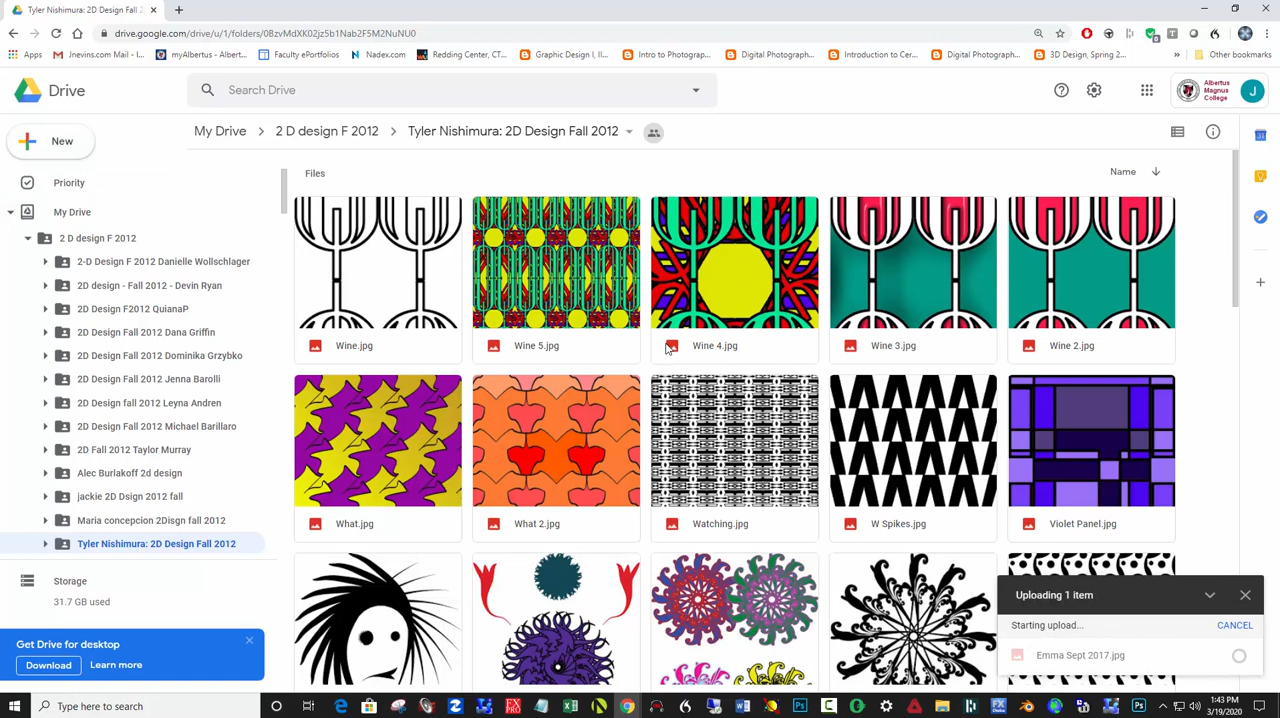 Tyler Nishimura: 2D Design Fall 2012
drive.google.com/drive/u/1/folders/0BzvMdXK02jz5b1Nab2F5M2NuNU0
Apps
Jnevins.com Mail - I...
myAlbertus - Albert...
Faculty ePortfolios
Nadex.com
Redding Center, CT...
Graphic Design I, Il...
Intro to Photograp...
Digital Photograph...
Introduction to Cer...
Digital Photograph...
3D Design, Spring 2...
»
Other bookmarks
Drive
Search Drive
Albertus
Magnus
College
J
New
My Drive > 2 D design F 2012 > Tyler Nishimura: 2D Design Fall 2012
Priority
My Drive
2 D design F 2012
2-D Design F 2012 Danielle Wollschlager
2D design - Fall 2012 - Devin Ryan
2D Design F2012 QuianaP
2D Design Fall 2012 Dana Griffin
2D Design Fall 2012 Dominika Grzybko
2D Design Fall 2012 Jenna Barolli
2D Design fall 2012 Leyna Andren
2D Design Fall 2012 Michael Barillaro
2D Fall 2012 Taylor Murray
Alec Burlakoff 2d design
jackie 2D Dsign 2012 fall
Maria concepcion 2Disgn fall 2012
Tyler Nishimura: 2D Design Fall 2012
Storage
31.7 GB used
Get Drive for desktop
Download
Learn more
Files
Name
Wine.jpg
Wine 5.jpg
Wine 4.jpg
Wine 3.jpg
Wine 2.jpg
What.jpg
What 2.jpg
Watching.jpg
W Spikes.jpg
Violet Panel.jpg
Uploading 1 item
Starting upload...
CANCEL
Emma Sept 2017.jpg
Type here to search
1:43 PM
3/19/2020